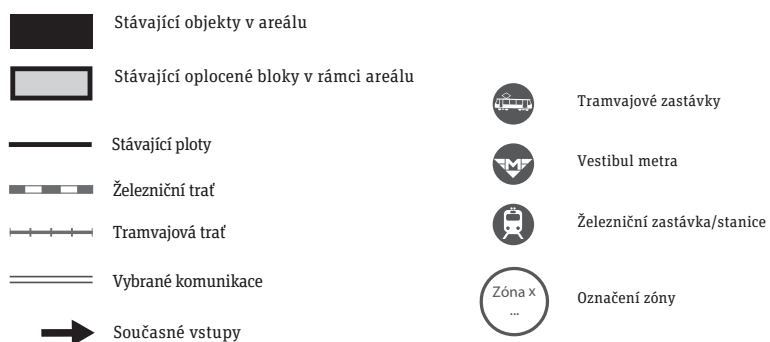 Stávající objekty v areálu
Stávající oplocené bloky v rámci areálu
Stávající ploty
Železniční trať
Tramvajová trať
Vybrané komunikace
Současné vstupy
Tramvajové zastávky
M
Vestibul metra
Železniční zastávka/stanice
Zóna x
...
Označení zóny